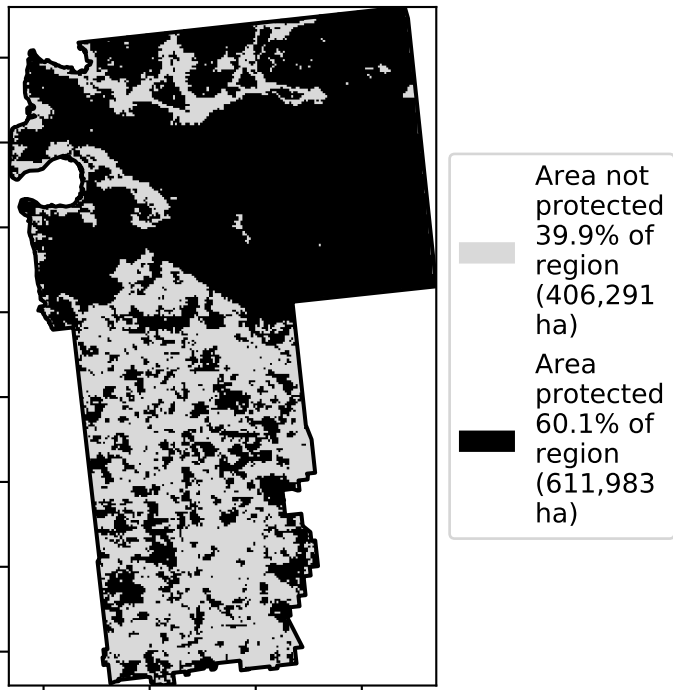 Area not
protected
39.9% of
region
(406,291
ha)
Area
protected
60.1% of
region
(611,983
ha)